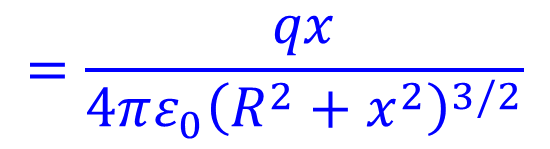 = qx / 4πε₀(R² + x²)^{3/2}